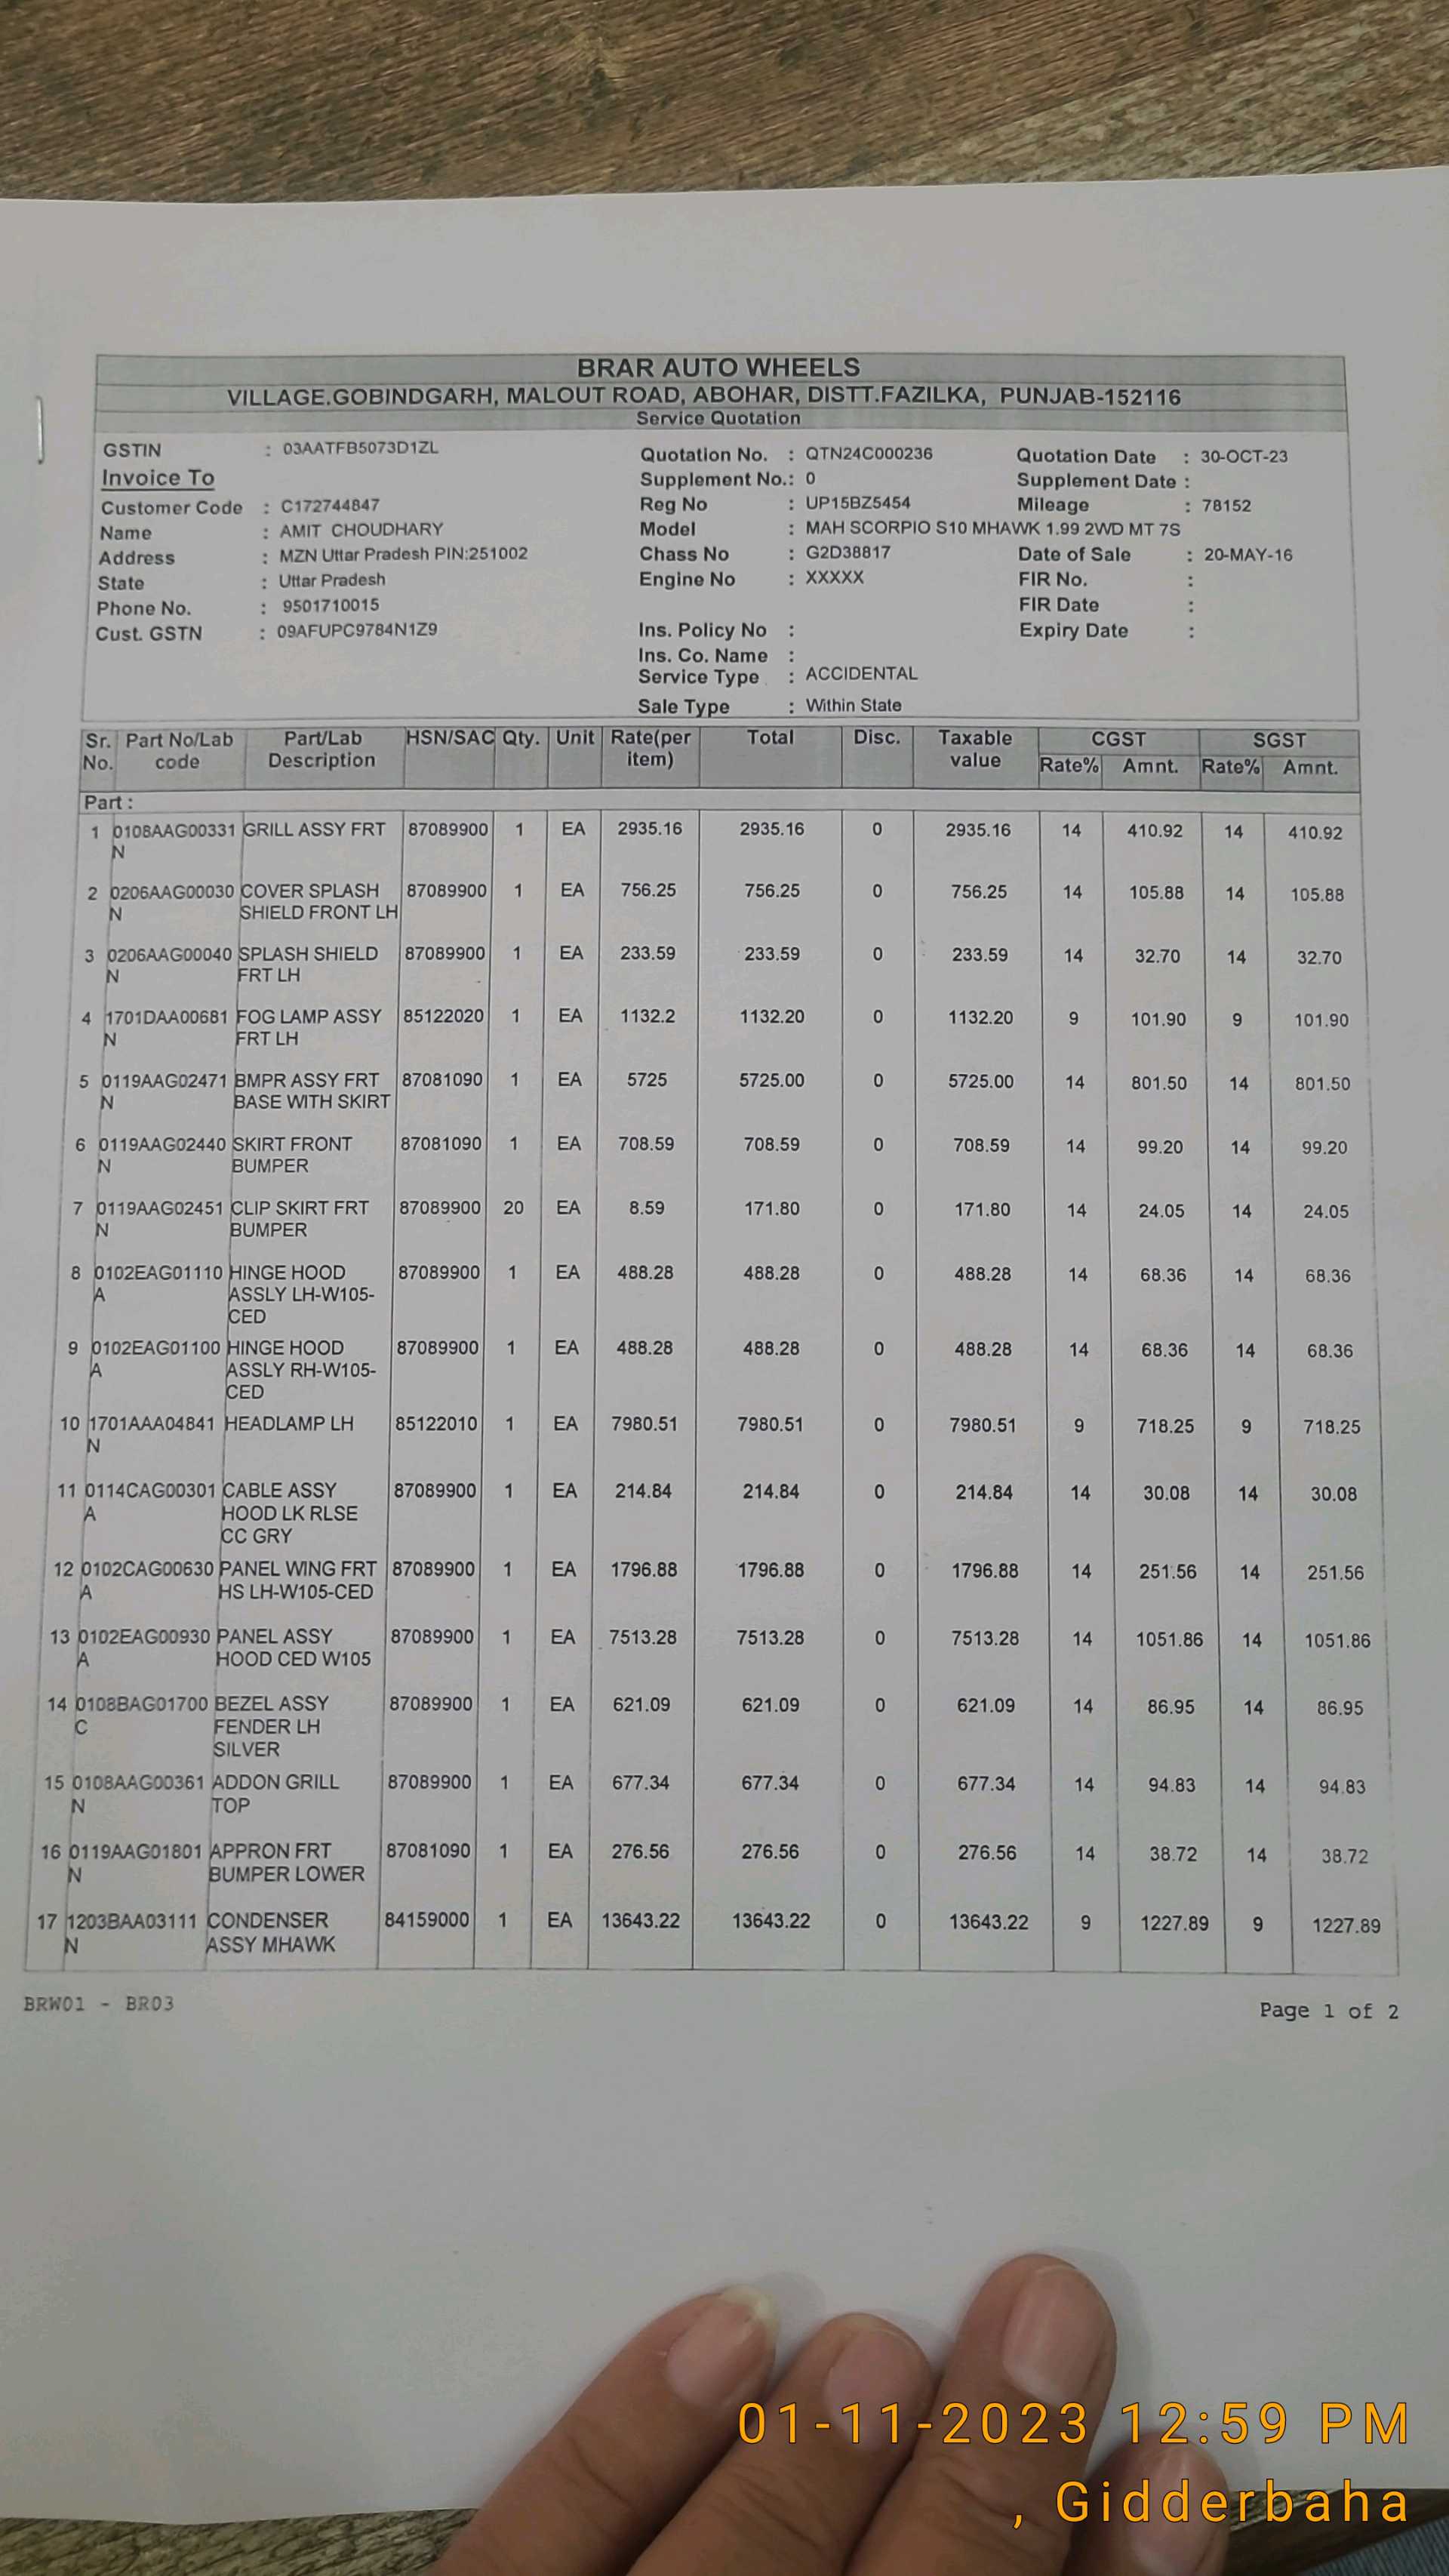 BRAR AUTO WHEELS
VILLAGE.GOBINDGARH, MALOUT ROAD, ABOHAR, DISTT.FAZILKA, PUNJAB-152116
Service Quotation
GSTIN : 03AATFB5073D1ZL
Invoice To
Customer Code : C172744847
Name : AMIT CHOUDHARY
Address : MZN Uttar Pradesh PIN:251002
State : Uttar Pradesh
Phone No. : 9501710015
Cust. GSTN : 09AFUPC9784N1Z9
Quotation No. : QTN24C000236
Supplement No.: 0
Reg No : UP15BZ5454
Model : MAH SCORPIO S10 MHAWK 1.99 2WD MT 7S
Chass No : G2D38817
Engine No : XXXXX
Ins. Policy No :
Ins. Co. Name :
Service Type : ACCIDENTAL
Sale Type : Within State
Quotation Date : 30-OCT-23
Supplement Date :
Mileage : 78152
Date of Sale : 20-MAY-16
FIR No. :
FIR Date :
Expiry Date :
Sr. Part No/Lab Part/Lab HSN/SAC Qty. Unit Rate(per Total Disc. Taxable CGST SGST
No. code Description item) value Rate% Amnt. Rate% Amnt.
Part :
1 0108AAG00331 GRILL ASSY FRT 87089900 1 EA 2935.16 2935.16 0 2935.16 14 410.92 14 410.92
N
2 0206AAG00030 COVER SPLASH 87089900 1 EA 756.25 756.25 0 756.25 14 105.88 14 105.88
N SHIELD FRONT LH
3 0206AAG00040 SPLASH SHIELD 87089900 1 EA 233.59 233.59 0 233.59 14 32.70 14 32.70
N FRT LH
4 1701DAA00681 FOG LAMP ASSY 85122020 1 EA 1132.2 1132.20 0 1132.20 9 101.90 9 101.90
N FRT LH
5 0119AAG02471 BMPR ASSY FRT 87081090 1 EA 5725 5725.00 0 5725.00 14 801.50 14 801.50
N BASE WITH SKIRT
6 0119AAG02440 SKIRT FRONT 87081090 1 EA 708.59 708.59 0 708.59 14 99.20 14 99.20
N BUMPER
7 0119AAG02451 CLIP SKIRT FRT 87089900 20 EA 8.59 171.80 0 171.80 14 24.05 14 24.05
N BUMPER
8 0102EAG01110 HINGE HOOD 87089900 1 EA 488.28 488.28 0 488.28 14 68.36 14 68.36
A ASSLY LH-W105-
CED
9 0102EAG01100 HINGE HOOD 87089900 1 EA 488.28 488.28 0 488.28 14 68.36 14 68.36
A ASSLY RH-W105-
CED
10 1701AAA04841 HEADLAMP LH 85122010 1 EA 7980.51 7980.51 0 7980.51 9 718.25 9 718.25
N
11 0114CAG00301 CABLE ASSY 87089900 1 EA 214.84 214.84 0 214.84 14 30.08 14 30.08
A HOOD LK RLSE
CC GRY
12 0102CAG00630 PANEL WING FRT 87089900 1 EA 1796.88 1796.88 0 1796.88 14 251.56 14 251.56
A HS LH-W105-CED
13 0102EAG00930 PANEL ASSY 87089900 1 EA 7513.28 7513.28 0 7513.28 14 1051.86 14 1051.86
A HOOD CED W105
14 0108BAG01700 BEZEL ASSY 87089900 1 EA 621.09 621.09 0 621.09 14 86.95 14 86.95
C FENDER LH
SILVER
15 0108AAG00361 ADDON GRILL 87089900 1 EA 677.34 677.34 0 677.34 14 94.83 14 94.83
N TOP
16 0119AAG01801 APPRON FRT 87081090 1 EA 276.56 276.56 0 276.56 14 38.72 14 38.72
N BUMPER LOWER
17 1203BAA03111 CONDENSER 84159000 1 EA 13643.22 13643.22 0 13643.22 9 1227.89 9 1227.89
N ASSY MHAWK
BRW01 - BR03
Page 1 of 2
01-11-2023 12:59 PM
, Gidderbaha